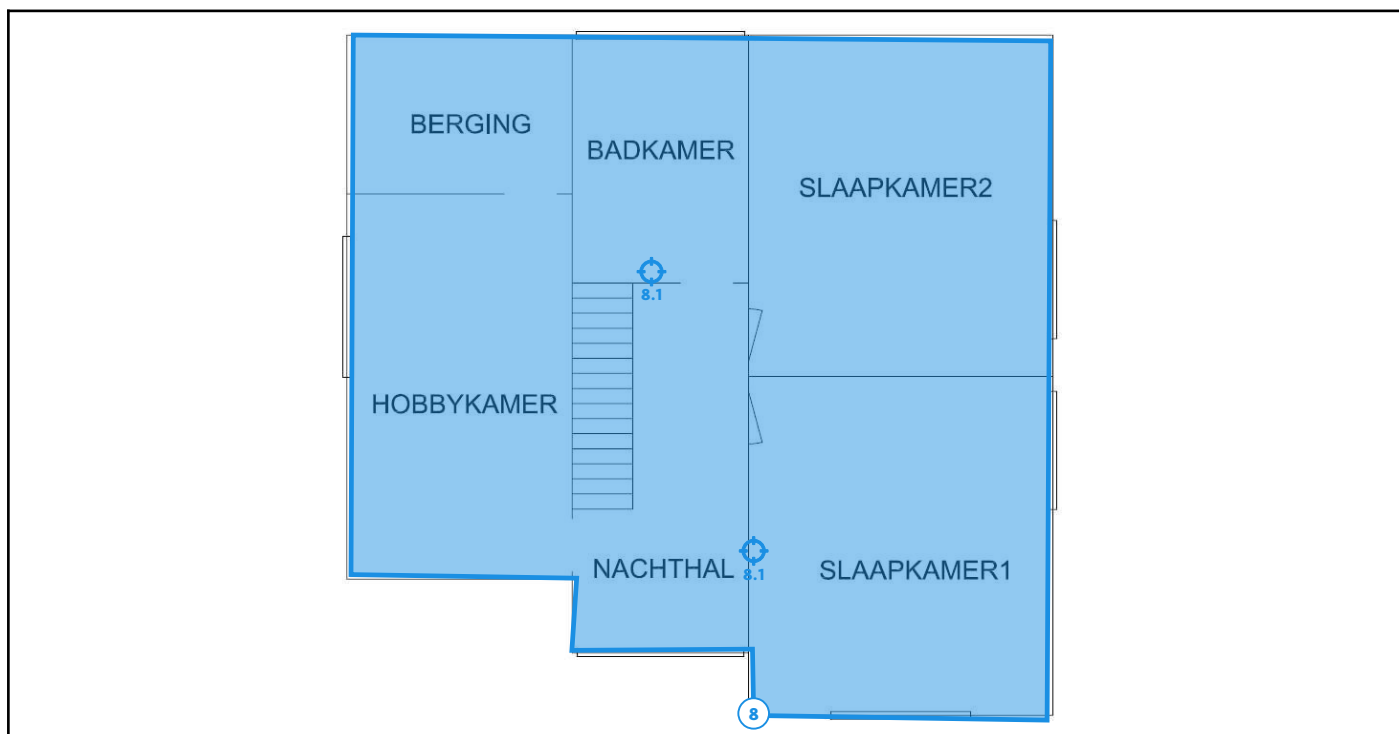 BERGING
BADKAMER
SLAAPKAMER2
8.1
HOBBYKAMER
NACHTHAL
8.1
SLAAPKAMER1
8